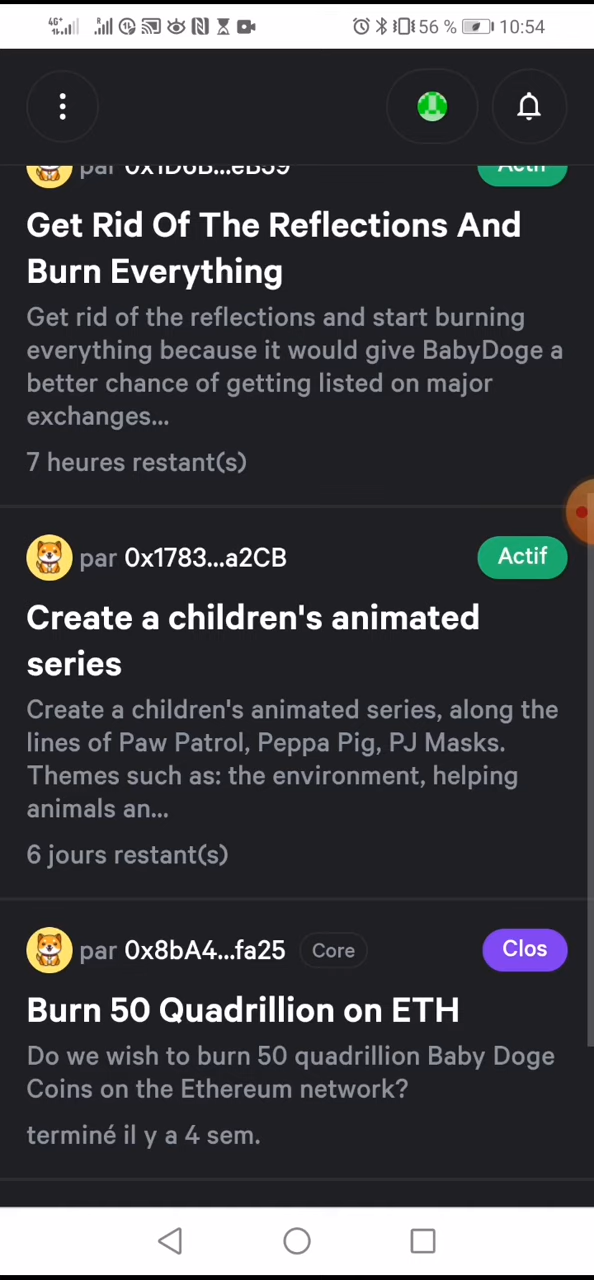 4G+ R 56 % 10:54
par 0x1D6B...eB59 Actif
Get Rid Of The Reflections And
Burn Everything
Get rid of the reflections and start burning
everything because it would give BabyDoge a
better chance of getting listed on major
exchanges...
7 heures restant(s)
par 0x1783...a2CB Actif
Create a children's animated
series
Create a children's animated series, along the
lines of Paw Patrol, Peppa Pig, PJ Masks.
Themes such as: the environment, helping
animals an...
6 jours restant(s)
par 0x8bA4...fa25 Core Clos
Burn 50 Quadrillion on ETH
Do we wish to burn 50 quadrillion Baby Doge
Coins on the Ethereum network?
terminé il y a 4 sem.